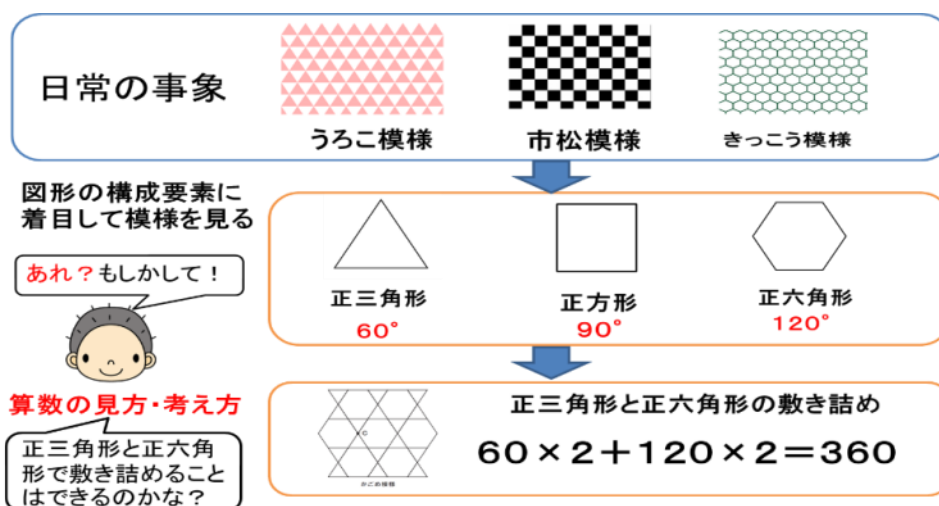 日常の事象
うろこ模様
市松模様
きっこう模様
図形の構成要素に
着目して模様を見る
あれ？もしかして！
算数の見方・考え方
正三角形と正六角
形で敷き詰めること
はできるのかな？
正三角形
60°
正方形
90°
正六角形
120°
かごめ模様
正三角形と正六角形の敷き詰め
60×2＋120×2＝360